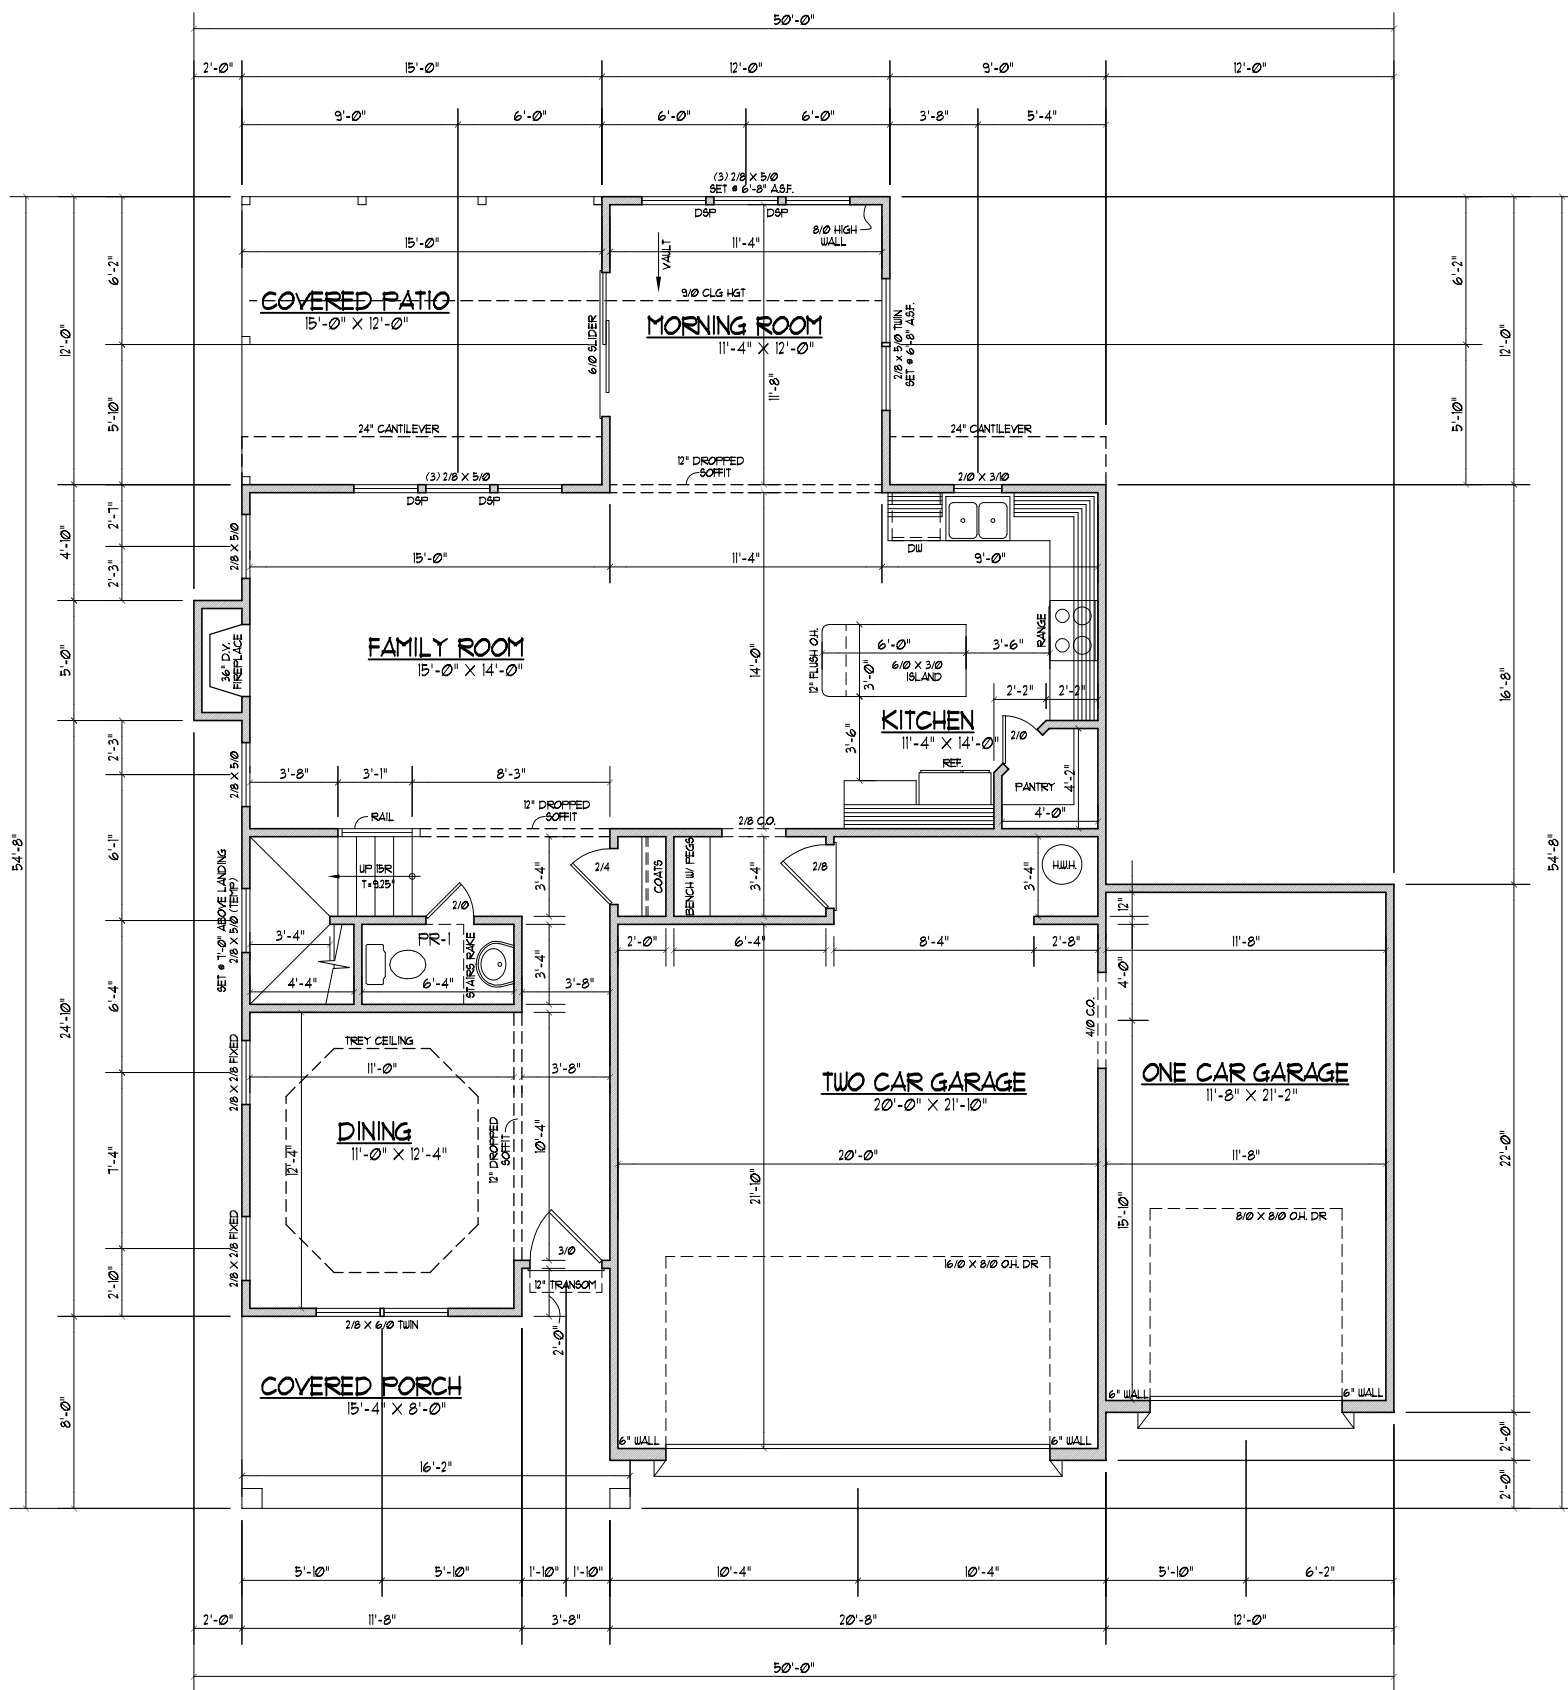 50'-0"
2'-0" 15'-0" 12'-0" 9'-0" 12'-0"
9'-0" 6'-0" 6'-0" 6'-0" 3'-8" 5'-4"
(3) 2/8 X 5/0
SET @ 6'-8" A.S.F.
DSP DSP
8/0 HIGH
WALL
15'-0" 11'-4"
VAULT
6'-2" 6'-2"
9/0 CLG HGT
COVERED PATIO
15'-0" X 12'-0"
MORNING ROOM
11'-4" X 12'-0"
6/0 SLIDER
2/8 X 5/0 TWIN
SET @ 6'-8" A.S.F.
12'-0" 12'-0"
11'-8"
5'-10" 5'-10"
24" CANTILEVER 24" CANTILEVER
12" DROPPED
SOFFIT
(3) 2/8 X 5/0 2/0 X 3/10
DSP DSP
2'-7"
4'-10"
2/8 X 5/0
DW
15'-0" 11'-4" 9'-0"
2'-3"
FAMILY ROOM
15'-0" X 14'-0"
36" D.V.
FIREPLACE
5'-0"
14'-0"
12" FLUSH O.H.
6'-0" 3'-6"
6/0 X 3/0
ISLAND
3'-0"
RANGE
2'-2" 2'-2"
16'-8"
KITCHEN
11'-4" X 14'-0"
3'-6"
2/0
REF.
PANTRY
4'-2"
4'-0"
2'-3"
2/8 X 5/0
3'-8" 3'-1" 8'-3"
12" DROPPED
SOFFIT
RAIL
2/8 C.O.
54'-8" 54'-8"
6'-1"
UP 15R
T=9.25"
2/4
3'-4"
COATS
BENCH W/ PEGS
3'-4"
2/8
3'-4"
H.W.H.
SET @ 7'-0" ABOVE LANDING
2/8 X 5/0 (TEMP)
2/0
12"
3'-4"
PR-1
STAIRS RAKE
4'-4" 6'-4"
3'-4"
3'-8"
2'-0" 6'-4" 8'-4" 2'-8" 11'-8"
4'-0"
4/0 C.O.
6'-4"
24'-10"
TREY CEILING
11'-0" 3'-8"
2/8 X 2/8 FIXED
DINING
11'-0" X 12'-4"
12'-4"
12" DROPPED
SOFFIT
10'-4"
TWO CAR GARAGE
20'-0" X 21'-10"
ONE CAR GARAGE
11'-8" X 21'-2"
20'-0" 11'-8"
7'-4"
22'-0"
21'-10"
15'-10"
8/0 X 8/0 O.H. DR
2/8 X 2/8 FIXED
3/0
12" TRANSOM
16/0 X 8/0 O.H. DR
2'-10"
2/8 X 6/0 TWIN
2'-0"
COVERED PORCH
15'-4" X 8'-0"
8'-0"
6" WALL 6" WALL
6" WALL 6" WALL
2'-0"
16'-2"
2'-0"
5'-10" 5'-10" 1'-10" 1'-10" 10'-4" 10'-4" 5'-10" 6'-2"
2'-0" 11'-8" 3'-8" 20'-8" 12'-0"
50'-0"